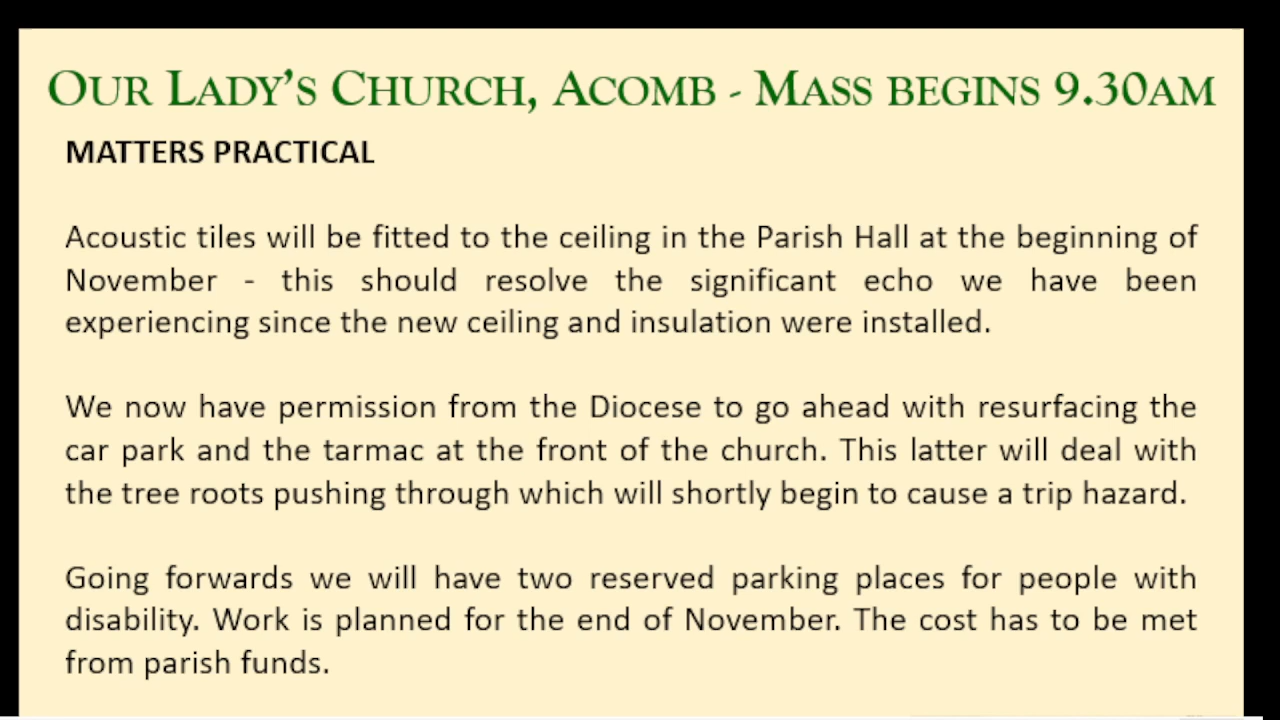 OUR LADY'S CHURCH, ACOMB - MASS BEGINS 9.30AM
MATTERS PRACTICAL
Acoustic tiles will be fitted to the ceiling in the Parish Hall at the beginning of
November - this should resolve the significant echo we have been
experiencing since the new ceiling and insulation were installed.
We now have permission from the Diocese to go ahead with resurfacing the
car park and the tarmac at the front of the church. This latter will deal with
the tree roots pushing through which will shortly begin to cause a trip hazard.
Going forwards we will have two reserved parking places for people with
disability. Work is planned for the end of November. The cost has to be met
from parish funds.